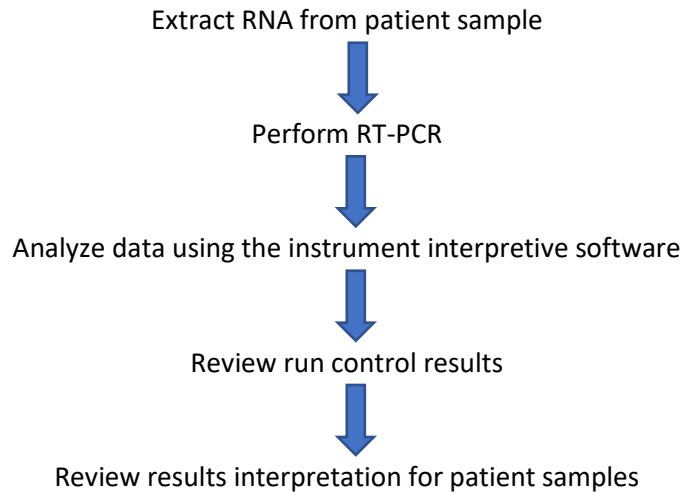 Extract RNA from patient sample
Perform RT-PCR
Analyze data using the instrument interpretive software
Review run control results
Review results interpretation for patient samples